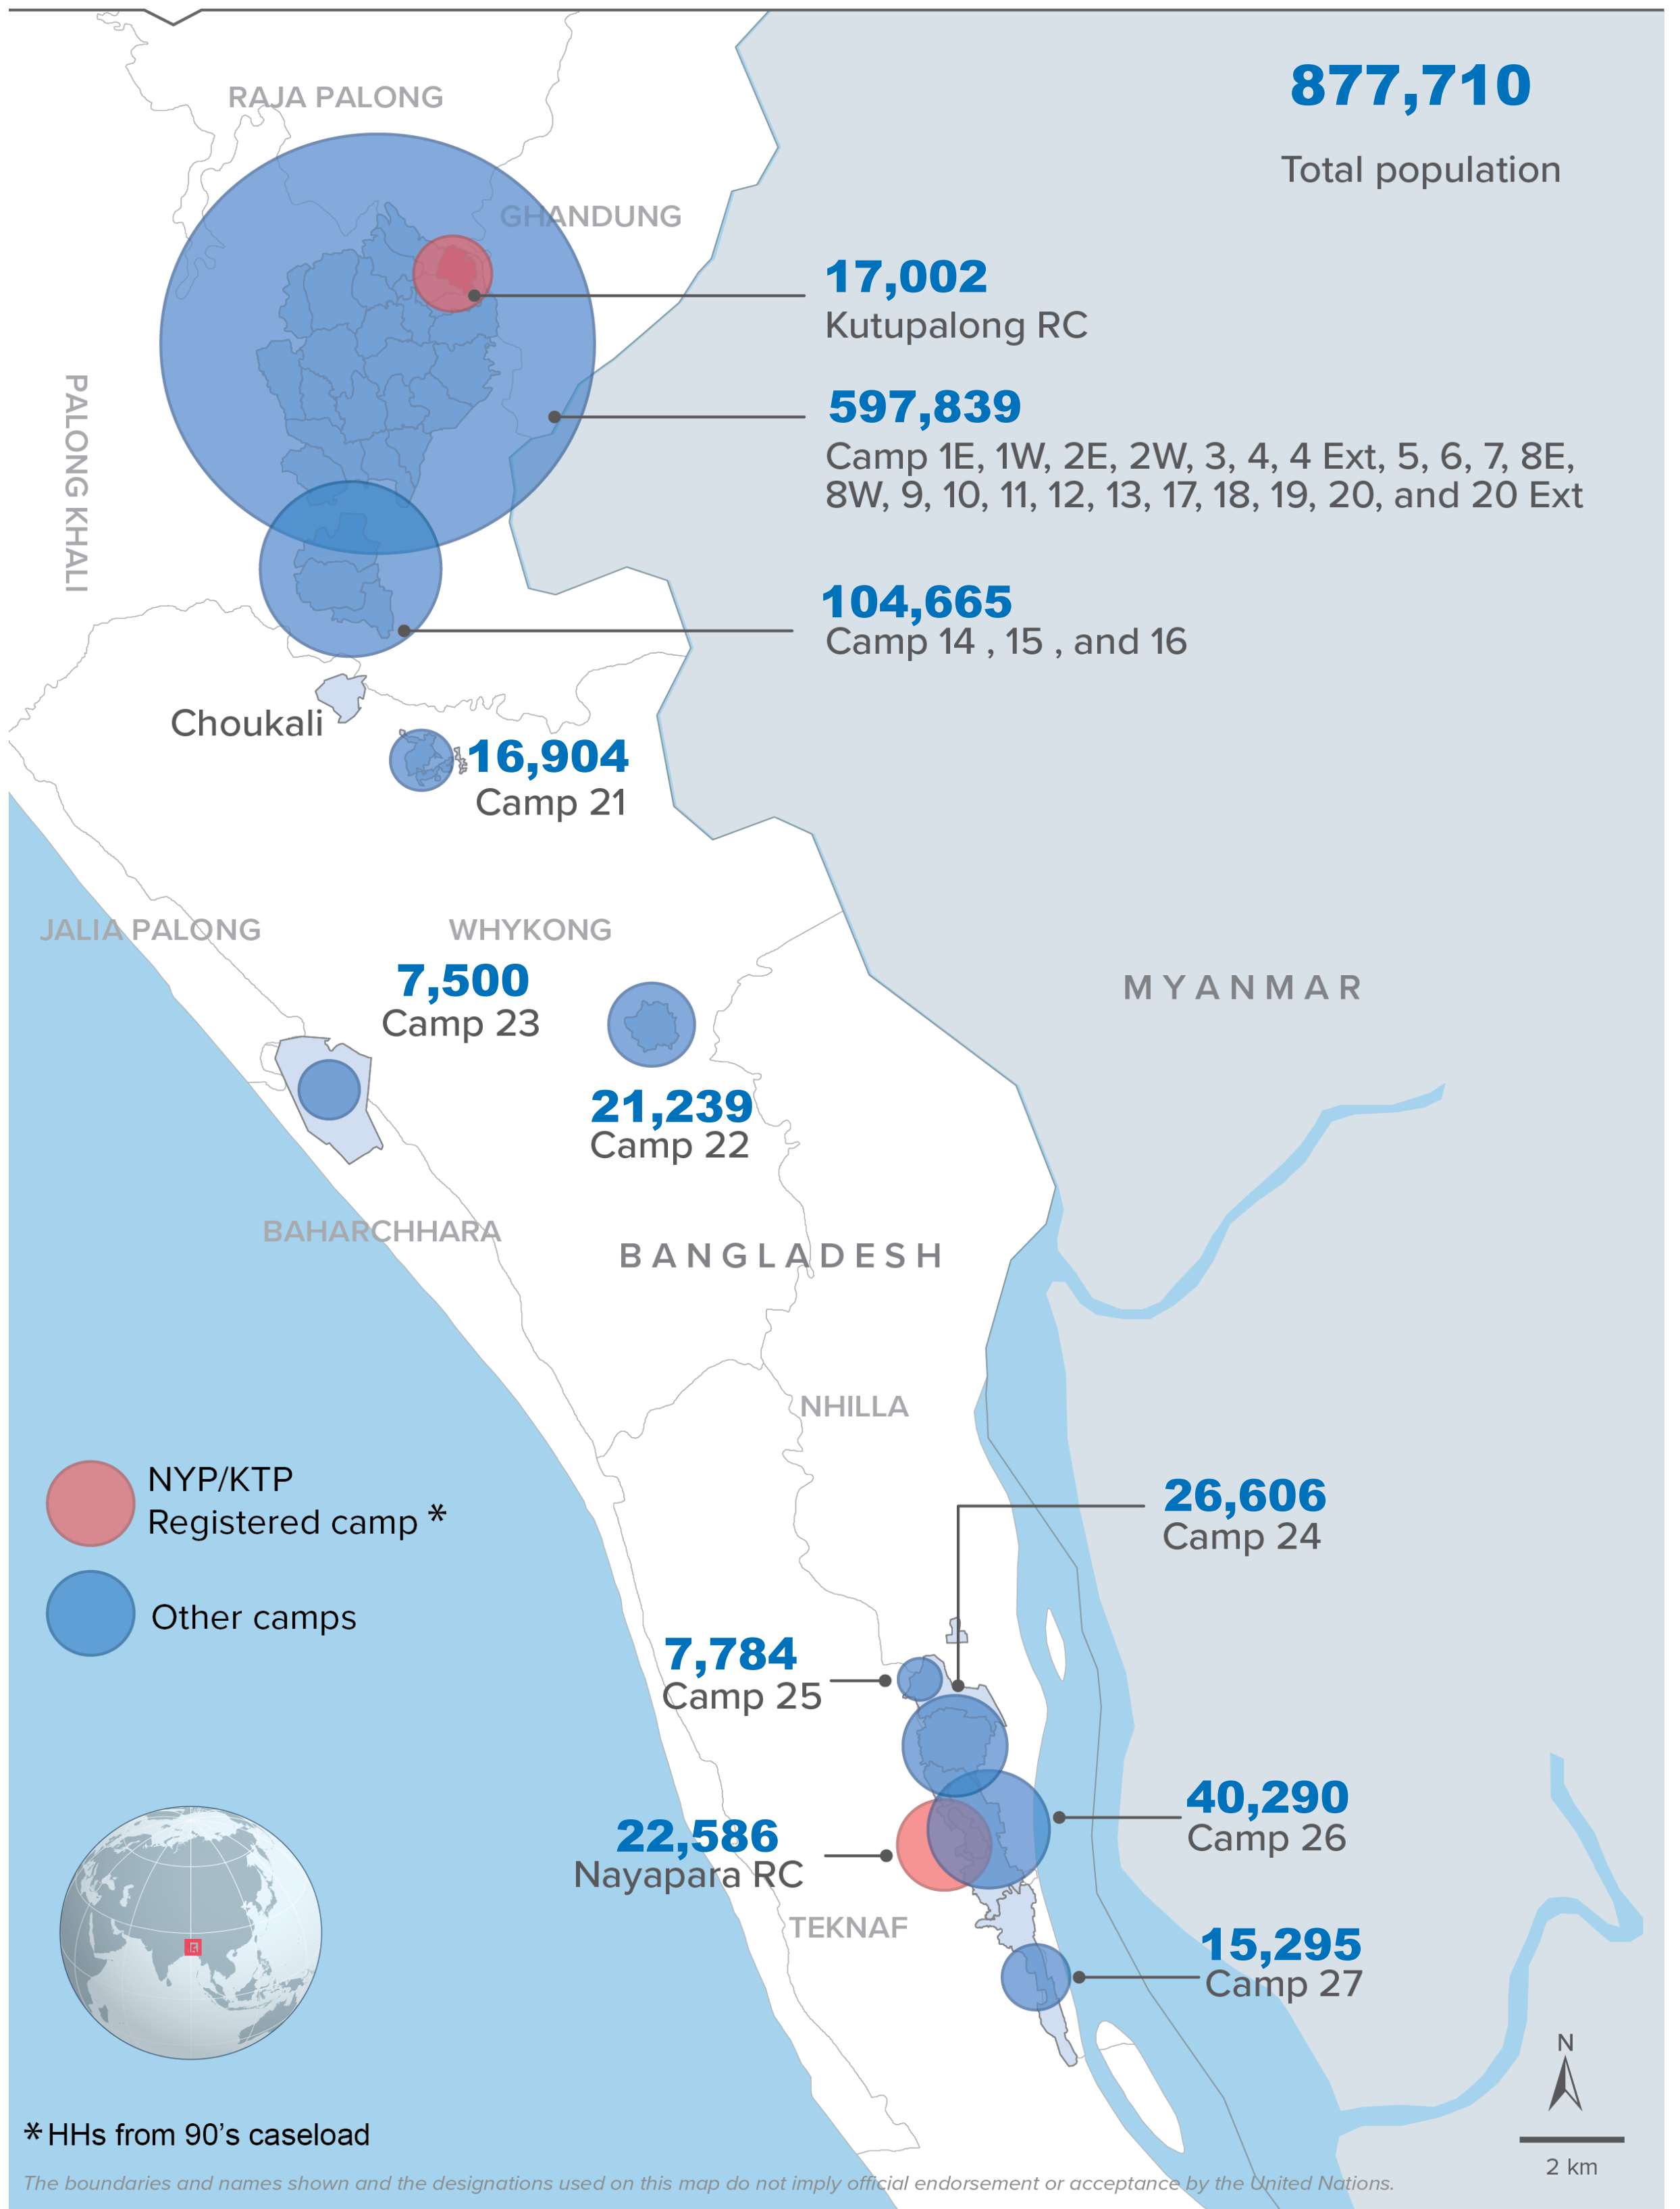 877,710
Total population
RAJA PALONG
GHANDUNG
17,002
Kutupalong RC
597,839
Camp 1E, 1W, 2E, 2W, 3, 4, 4 Ext, 5, 6, 7, 8E,
8W, 9, 10, 11, 12, 13, 17, 18, 19, 20, and 20 Ext
PALONG KHALI
104,665
Camp 14 , 15 , and 16
Choukali
16,904
Camp 21
JALIA PALONG
WHYKONG
7,500
Camp 23
MYANMAR
21,239
Camp 22
BAHARCHHARA
BANGLADESH
NHILLA
NYP/KTP
Registered camp *
26,606
Camp 24
Other camps
7,784
Camp 25
40,290
Camp 26
22,586
Nayapara RC
TEKNAF
15,295
Camp 27
N
2 km
* HHs from 90's caseload
The boundaries and names shown and the designations used on this map do not imply official endorsement or acceptance by the United Nations.